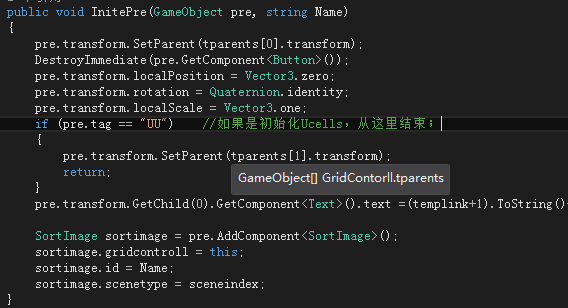 public void InitePre(GameObject pre, string Name)
{
pre.transform.SetParent(tparents[0].transform);
DestroyImmediate(pre.GetComponent<Button>());
pre.transform.localPosition = Vector3.zero;
pre.transform.rotation = Quaternion.identity;
pre.transform.localScale = Vector3.one;
if (pre.tag == "UU") //如果是初始化Ucells，从这里结束；
{
pre.transform.SetParent(tparents[1].transform);
return;
GameObject[] GridContorll.tparents
}
pre.transform.GetChild(0).GetComponent<Text>().text =(templink+1).ToString()
SortImage sortimage = pre.AddComponent<SortImage>();
sortimage.gridcontroll = this;
sortimage.id = Name;
sortimage.scenetype = sceneindex;
}